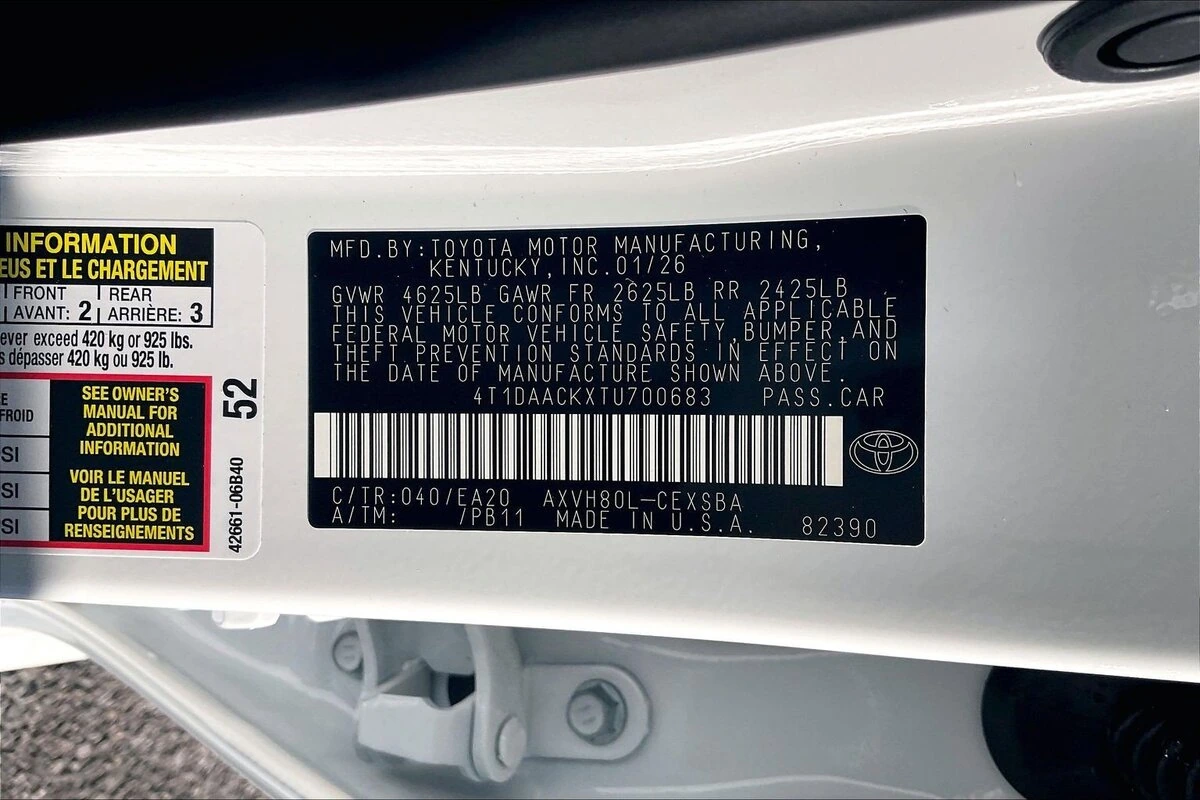 INFORMATION
EUS ET LE CHARGEMENT
FRONT REAR
AVANT: 2 ARRIÈRE: 3
ever exceed 420 kg or 925 lbs.
s dépasser 420 kg ou 925 lb.
FROID
SI
SI
SI
SEE OWNER'S
MANUAL FOR
ADDITIONAL
INFORMATION
VOIR LE MANUEL
DE L'USAGER
POUR PLUS DE
RENSEIGNEMENTS
52
42661-06B40
MFD.BY:TOYOTA MOTOR MANUFACTURING,
KENTUCKY,INC.01/26
GVWR 4625LB GAWR FR 2625LB RR 2425LB
THIS VEHICLE CONFORMS TO ALL APPLICABLE
FEDERAL MOTOR VEHICLE SAFETY,BUMPER,AND
THEFT PREVENTION STANDARDS IN EFFECT ON
THE DATE OF MANUFACTURE SHOWN ABOVE.
4T1DAACKXTU700683 PASS.CAR
C/TR:040/EA20 AXVH80L-CEXSBA
A/TM: /PB11 MADE IN U.S.A. 82390